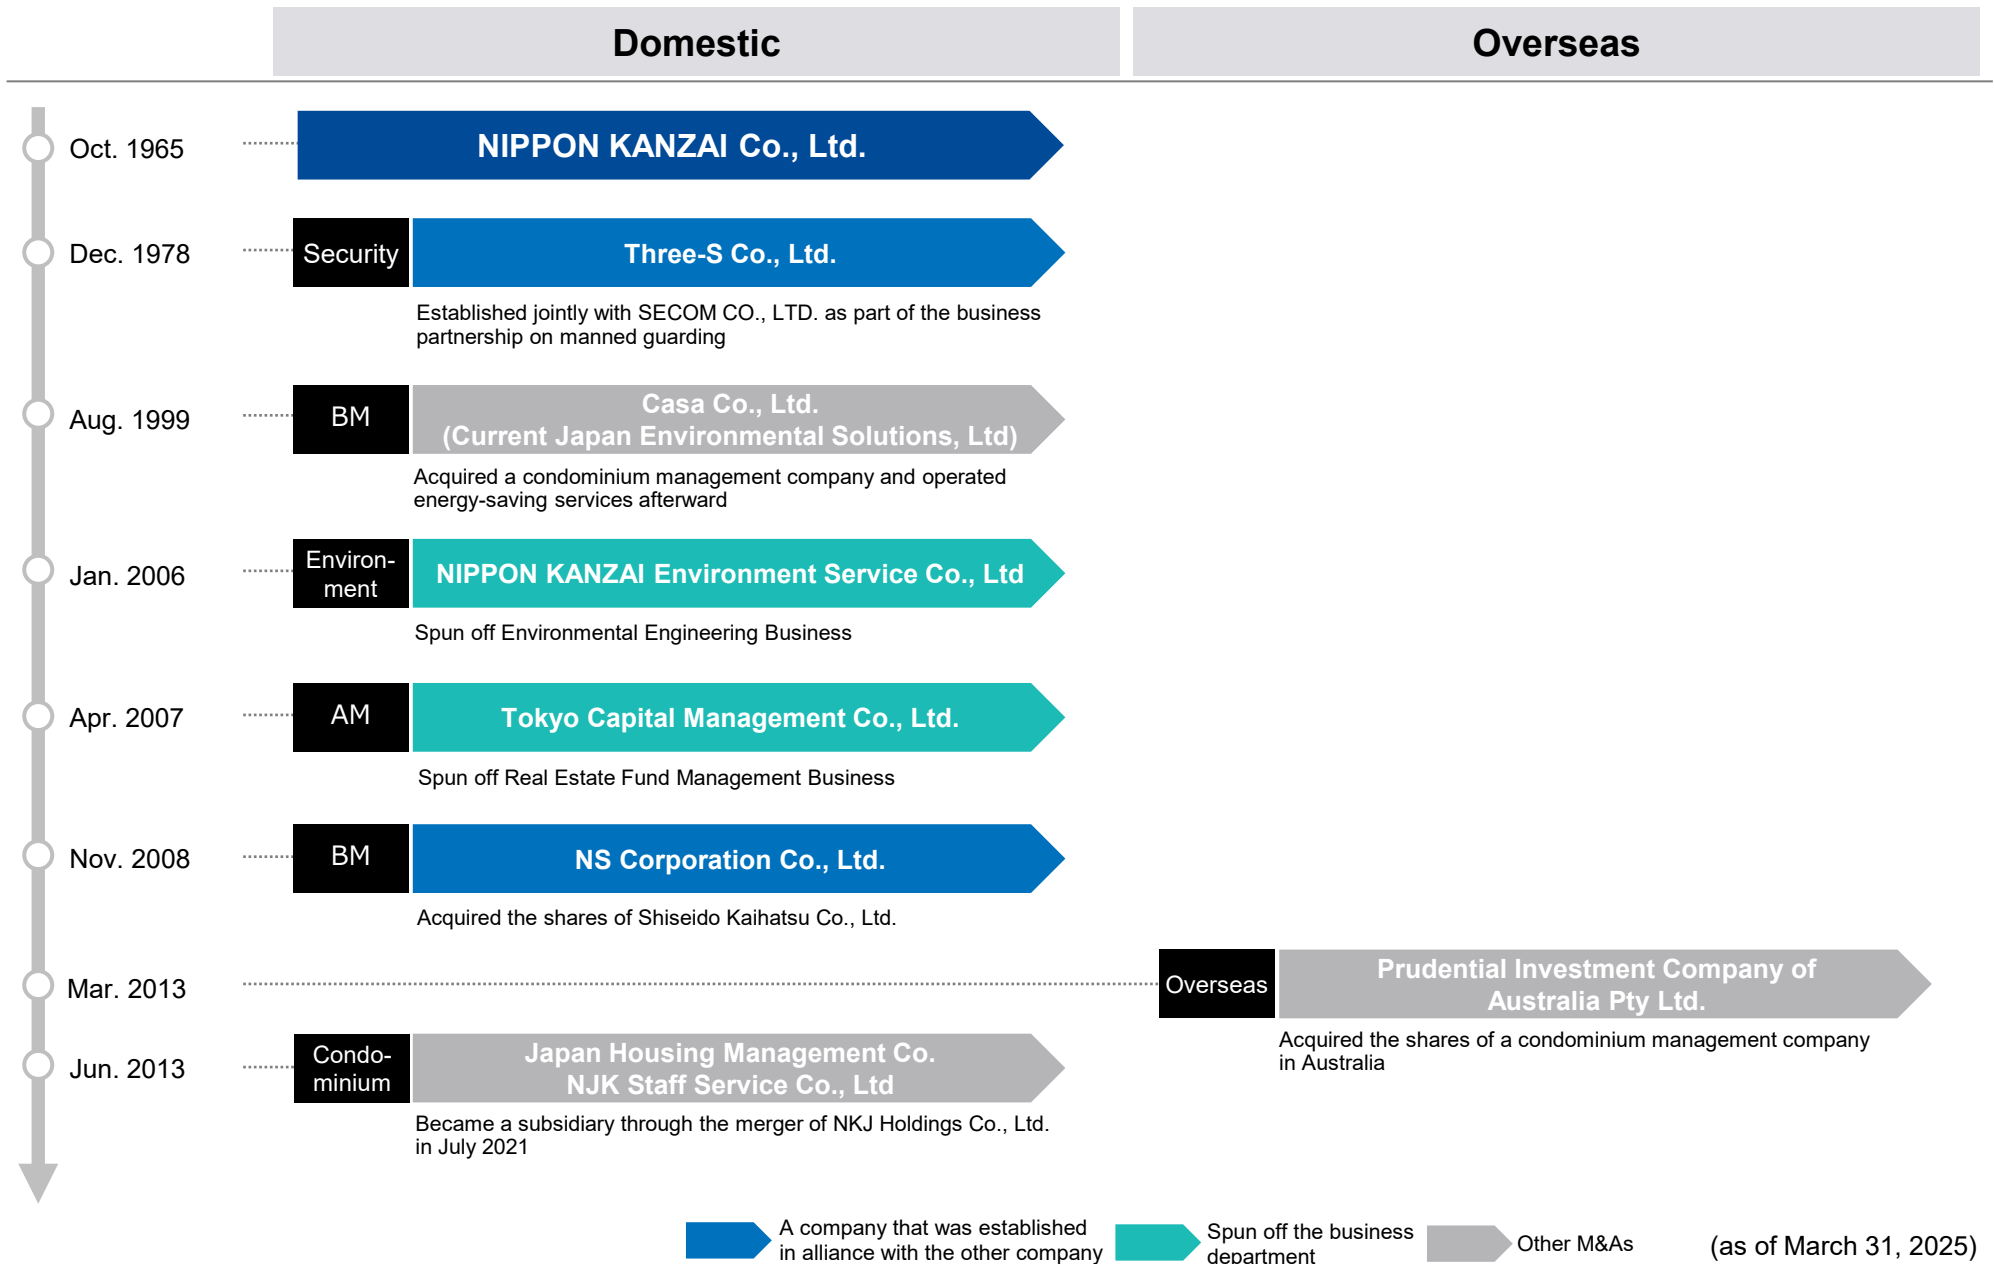 Domestic
Overseas
Oct. 1965
NIPPON KANZAI Co., Ltd.
Dec. 1978
Security
Three-S Co., Ltd.
Established jointly with SECOM CO., LTD. as part of the business
partnership on manned guarding
Aug. 1999
BM
Casa Co., Ltd.
(Current Japan Environmental Solutions, Ltd)
Acquired a condominium management company and operated
energy-saving services afterward
Jan. 2006
Environ-
ment
NIPPON KANZAI Environment Service Co., Ltd
Spun off Environmental Engineering Business
Apr. 2007
AM
Tokyo Capital Management Co., Ltd.
Spun off Real Estate Fund Management Business
Nov. 2008
BM
NS Corporation Co., Ltd.
Acquired the shares of Shiseido Kaihatsu Co., Ltd.
Mar. 2013
Overseas
Prudential Investment Company of
Australia Pty Ltd.
Acquired the shares of a condominium management company
in Australia
Jun. 2013
Condo-
minium
Japan Housing Management Co.
NJK Staff Service Co., Ltd
Became a subsidiary through the merger of NKJ Holdings Co., Ltd.
in July 2021
A company that was established
in alliance with the other company
Spun off the business
department
Other M&As
(as of March 31, 2025)